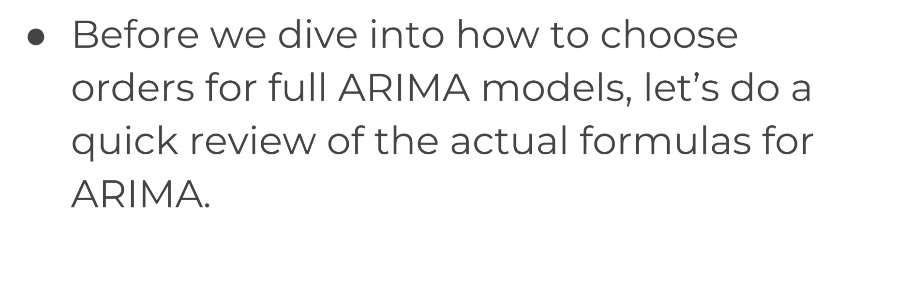 ● Before we dive into how to choose
orders for full ARIMA models, let’s do a
quick review of the actual formulas for
ARIMA.